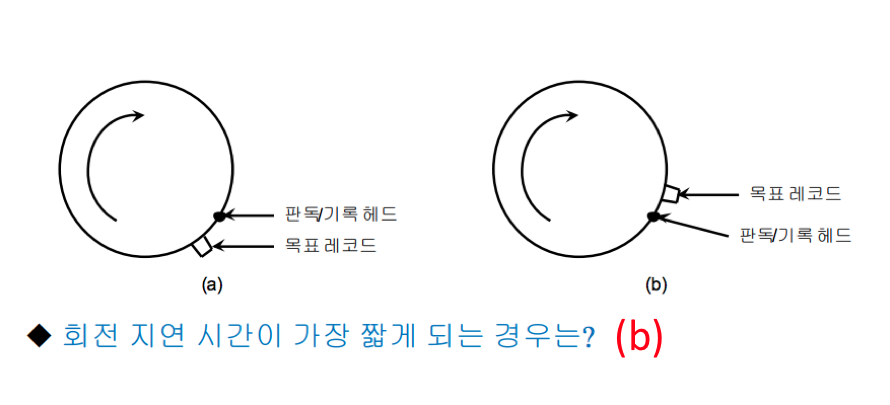 판독/기록 헤드
목표 레코드
(a)
목표 레코드
판독/기록 헤드
(b)
◆ 회전 지연 시간이 가장 짧게 되는 경우는? (b)